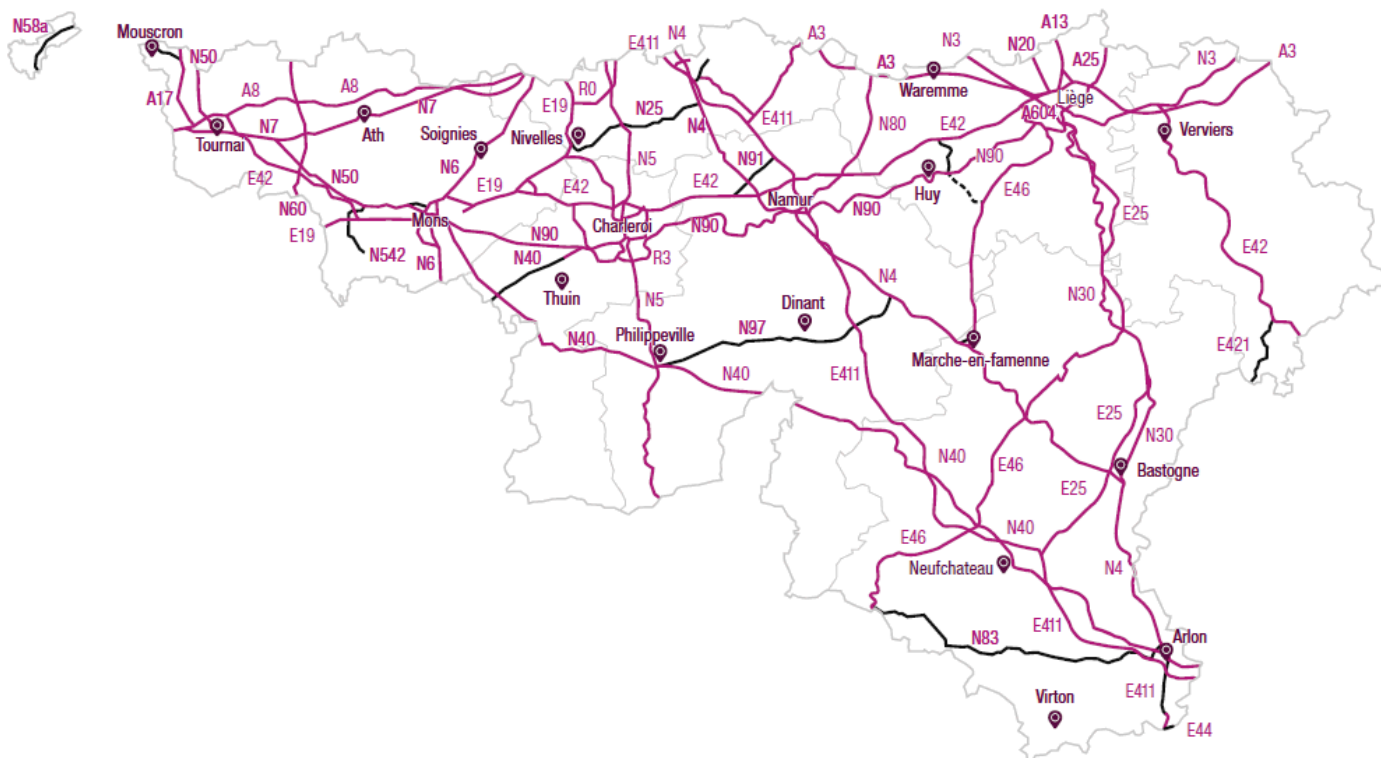 N58a
Mouscron
N50
E411
N4
A3
N3
A13
N20
A25
N3
A3
A17
A8
A8
N7
Ath
E19
R0
N25
N4
E411
A3
Waremme
N80
E42
Liège
A604
Verviers
Tournai
N7
Soignies
Nivelles
N6
N5
N91
N90
Huy
E46
E42
N50
E19
E42
E42
Namur
N90
E25
N60
Mons
Charleroi
N90
E19
N542
N6
N90
N40
R3
E42
Thuin
N5
N4
Dinant
N30
Philippeville
N97
N40
Marche-en-famenne
E421
N40
E411
E25
N30
N40
E46
Bastogne
E25
E46
N40
Neufchateau
N4
E411
N83
Arlon
E411
Virton
E44